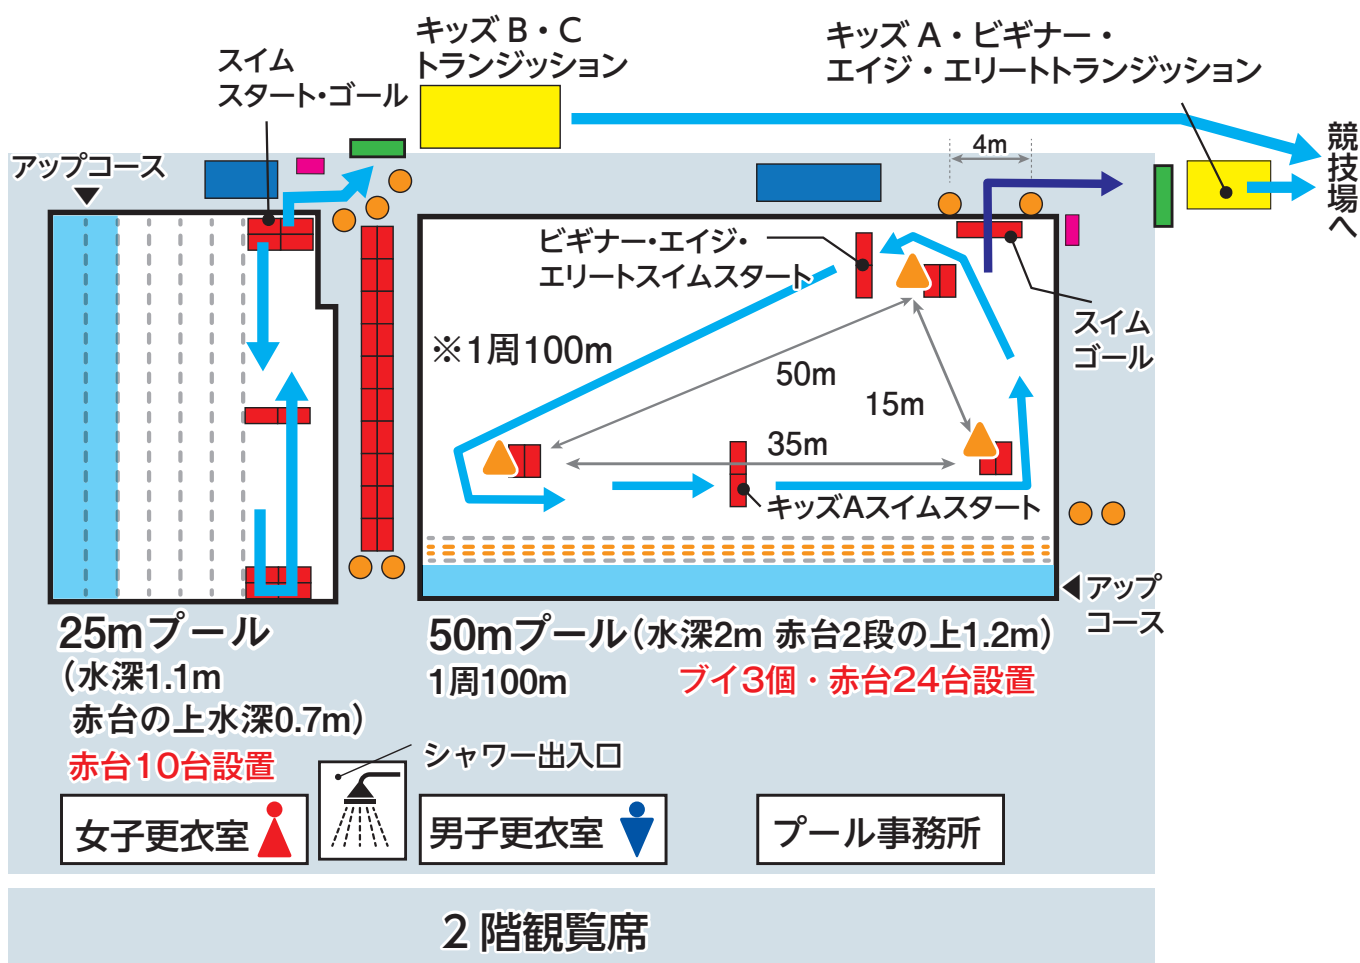 キッズ B・C
トランジッション
キッズ A・ビギナー・
エイジ・エリートトランジッション
スイム
スタート・ゴール
競技場へ
4m
アップコース
ビギナー・エイジ・
エリートスイムスタート
スイム
ゴール
※1周100m
50m
15m
35m
キッズAスイムスタート
アップ
コース
25mプール
(水深1.1m
赤台の上水深0.7m)
赤台10台設置
50mプール(水深2m 赤台2段の上1.2m)
1周100m
ブイ3個・赤台24台設置
シャワー出入口
女子更衣室
男子更衣室
プール事務所
2 階観覧席